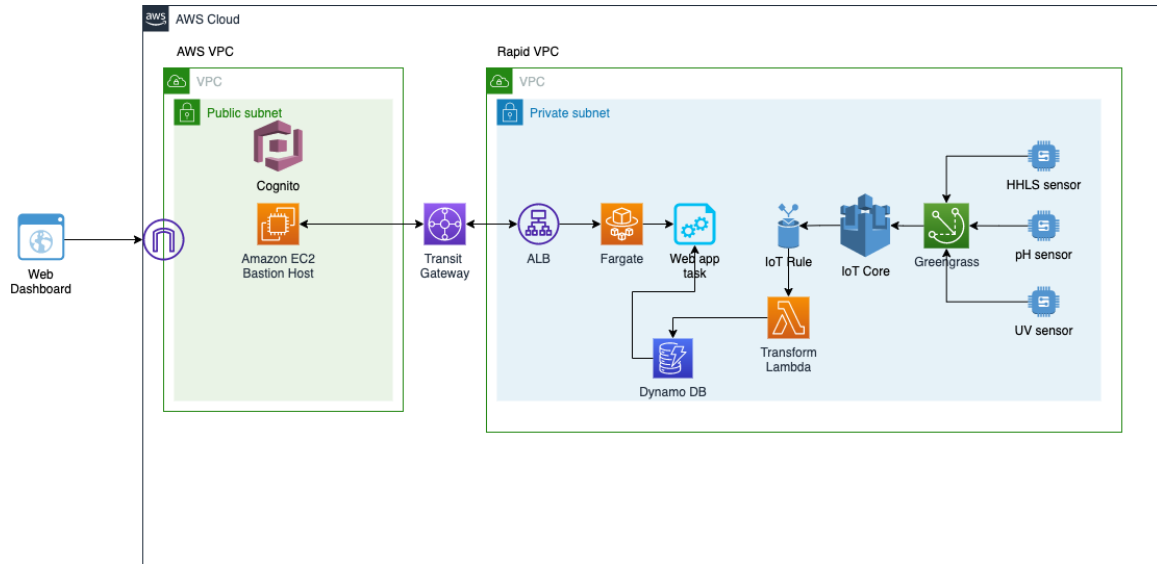 aws
AWS Cloud
AWS VPC
Rapid VPC
VPC
VPC
Public subnet
Private subnet
Cognito
HHLS sensor
Amazon EC2
Bastion Host
Transit
Gateway
ALB
Fargate
Web app
task
IoT Rule
IoT Core
Greengrass
pH sensor
Web
Dashboard
UV sensor
Transform
Lambda
Dynamo DB